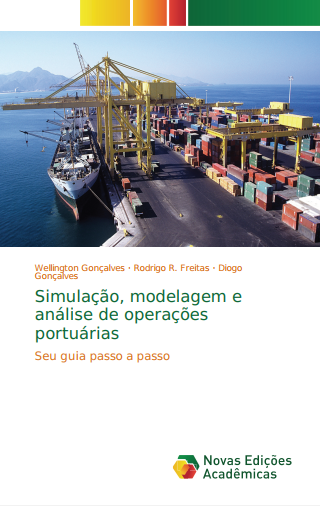 Wellington Gonçalves · Rodrigo R. Freitas · Diogo
Gonçalves
Simulação, modelagem e
análise de operações
portuárias
Seu guia passo a passo
Novas Edições
Acadêmicas